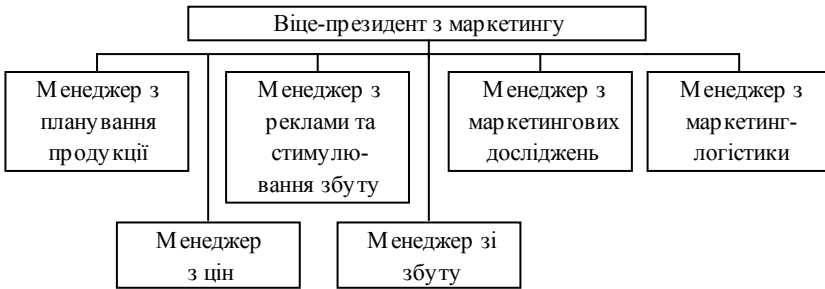 Віце-президент з маркетингу
Менеджер з
планування
продукції
Менеджер з
реклами та
стимулю-
вання збуту
Менеджер з
маркетингових
досліджень
Менеджер з
маркетинг-
логістики
Менеджер
з цін
Менеджер зі
збуту